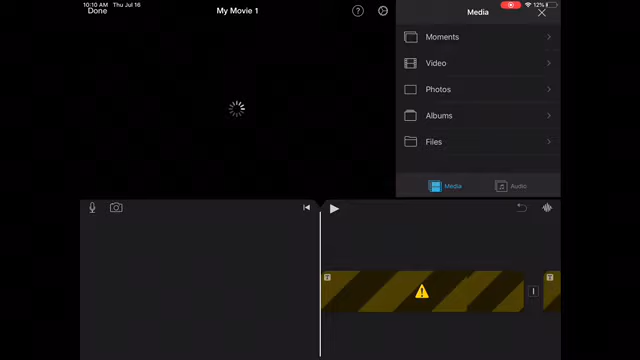 10:10 AM Thu Jul 16
12%
Done
My Movie 1
?
Media
Moments
Video
Photos
Albums
Files
Media
Audio
T
T